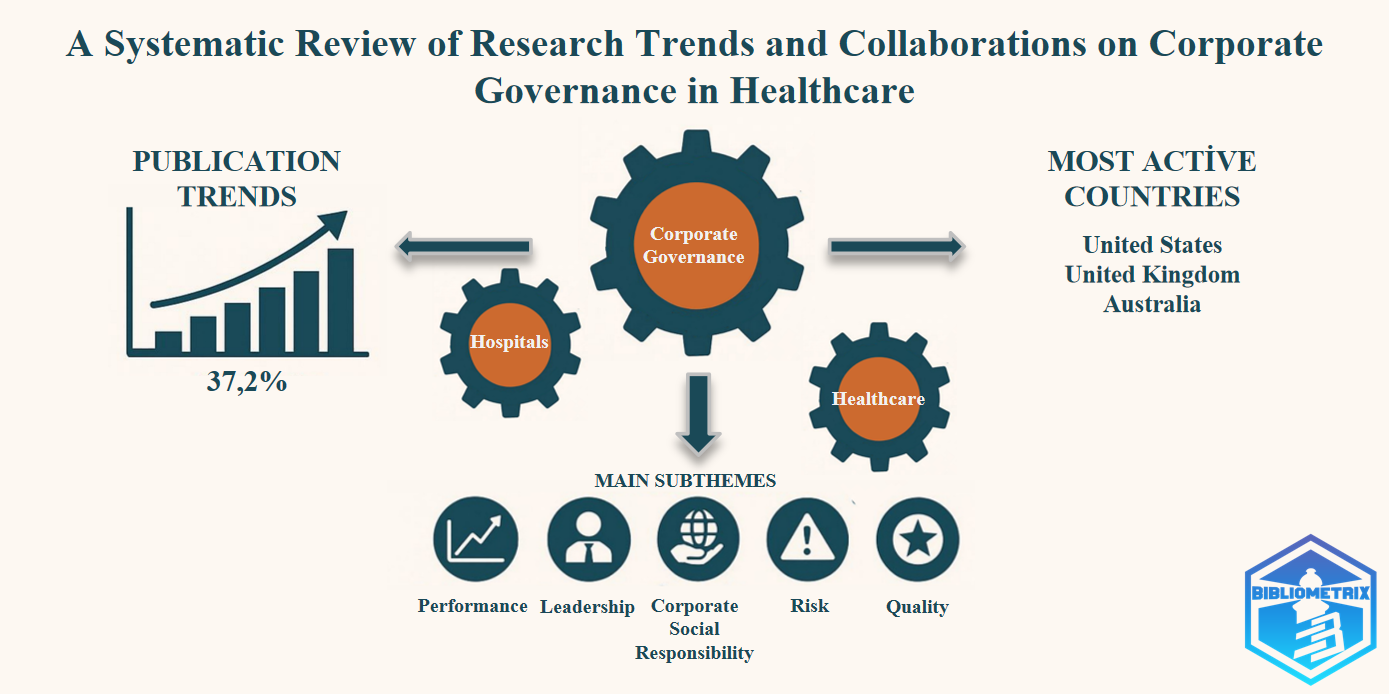 A Systematic Review of Research Trends and Collaborations on Corporate
Governance in Healthcare
PUBLICATION
TRENDS
37,2%
Corporate
Governance
Hospitals
Healthcare
MOST ACTİVE
COUNTRIES
United States
United Kingdom
Australia
MAIN SUBTHEMES
Performance
Leadership
Corporate
Social
Responsibility
Risk
Quality
BIBLIOMETRIX